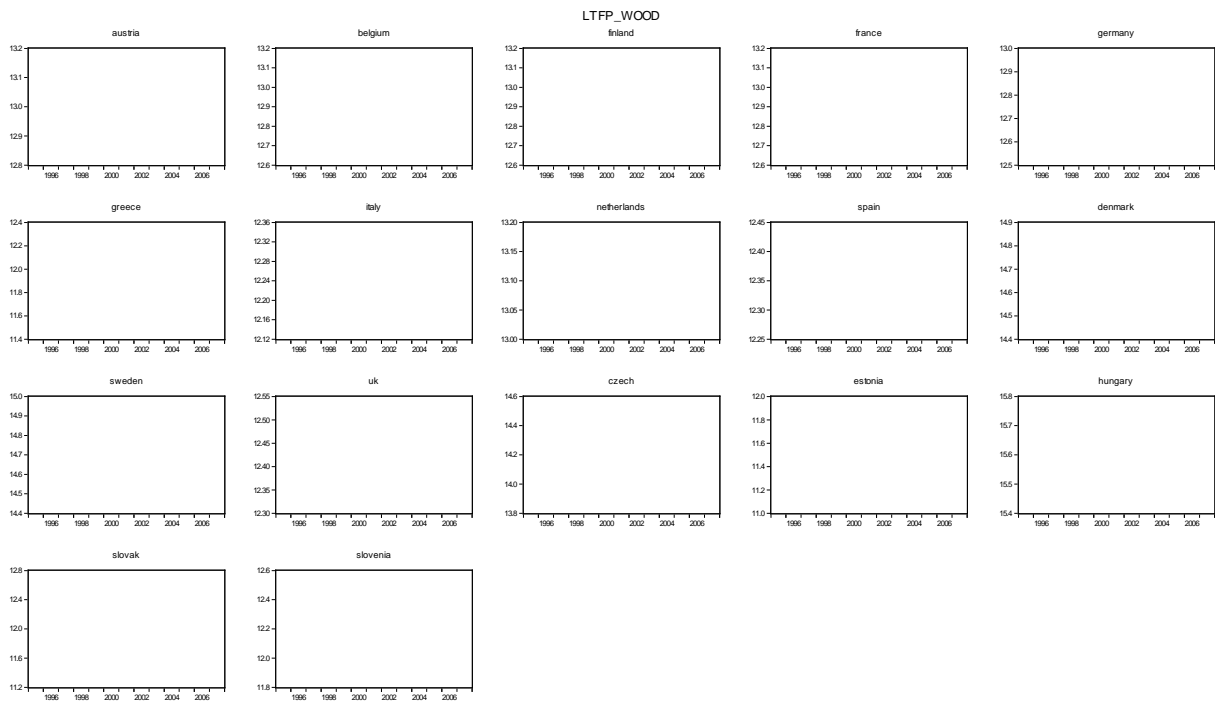 LTFP_WOOD
austria
13.2
13.1
13.0
12.9
12.8
1996 1998 2000 2002 2004 2006
belgium
13.2
13.1
13.0
12.9
12.8
12.7
12.6
1996 1998 2000 2002 2004 2006
finland
13.2
13.1
13.0
12.9
12.8
12.7
12.6
1996 1998 2000 2002 2004 2006
france
13.2
13.1
13.0
12.9
12.8
12.7
12.6
1996 1998 2000 2002 2004 2006
germany
13.0
12.9
12.8
12.7
12.6
12.5
1996 1998 2000 2002 2004 2006
greece
12.4
12.2
12.0
11.8
11.6
11.4
1996 1998 2000 2002 2004 2006
italy
12.36
12.32
12.28
12.24
12.20
12.16
12.12
1996 1998 2000 2002 2004 2006
netherlands
13.20
13.15
13.10
13.05
13.00
1996 1998 2000 2002 2004 2006
spain
12.45
12.40
12.35
12.30
12.25
1996 1998 2000 2002 2004 2006
denmark
14.9
14.8
14.7
14.6
14.5
14.4
1996 1998 2000 2002 2004 2006
sweden
15.0
14.9
14.8
14.7
14.6
14.5
14.4
1996 1998 2000 2002 2004 2006
uk
12.55
12.50
12.45
12.40
12.35
12.30
1996 1998 2000 2002 2004 2006
czech
14.6
14.4
14.2
14.0
13.8
1996 1998 2000 2002 2004 2006
estonia
12.0
11.8
11.6
11.4
11.2
11.0
1996 1998 2000 2002 2004 2006
hungary
15.8
15.7
15.6
15.5
15.4
1996 1998 2000 2002 2004 2006
slovak
12.8
12.4
12.0
11.6
11.2
1996 1998 2000 2002 2004 2006
slovenia
12.6
12.4
12.2
12.0
11.8
1996 1998 2000 2002 2004 2006